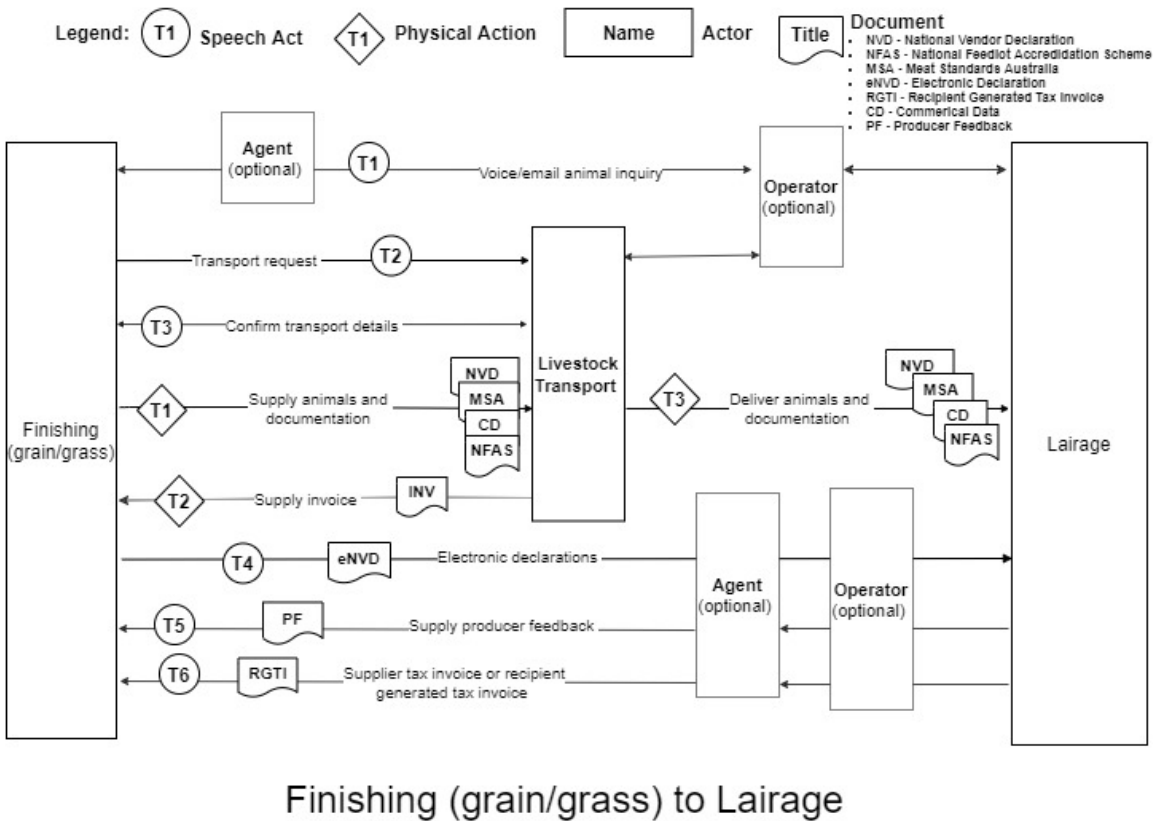 Legend: T1 Speech Act T1 Physical Action Name Actor Title Document
• NVD - National Vendor Declaration
• NFAS - National Feedlot Accredidation Scheme
• MSA - Meat Standards Australia
• eNVD - Electronic Declaration
• RGTI - Recipient Generated Tax Invoice
• CD - Commerical Data
• PF - Producer Feedback
Agent
(optional)
T1
Voice/email animal inquiry
Operator
(optional)
Transport request
T2
T3
Confirm transport details
Livestock
Transport
T1
Supply animals and
documentation
NVD
MSA
CD
NFAS
T3
Deliver animals and
documentation
NVD
MSA
CD
NFAS
Finishing
(grain/grass)
Lairage
T2
Supply invoice
INV
T4
eNVD
Electronic declarations
Agent
(optional)
Operator
(optional)
T5
PF
Supply producer feedback
T6
RGTI
Supplier tax invoice or recipient
generated tax invoice
Finishing (grain/grass) to Lairage